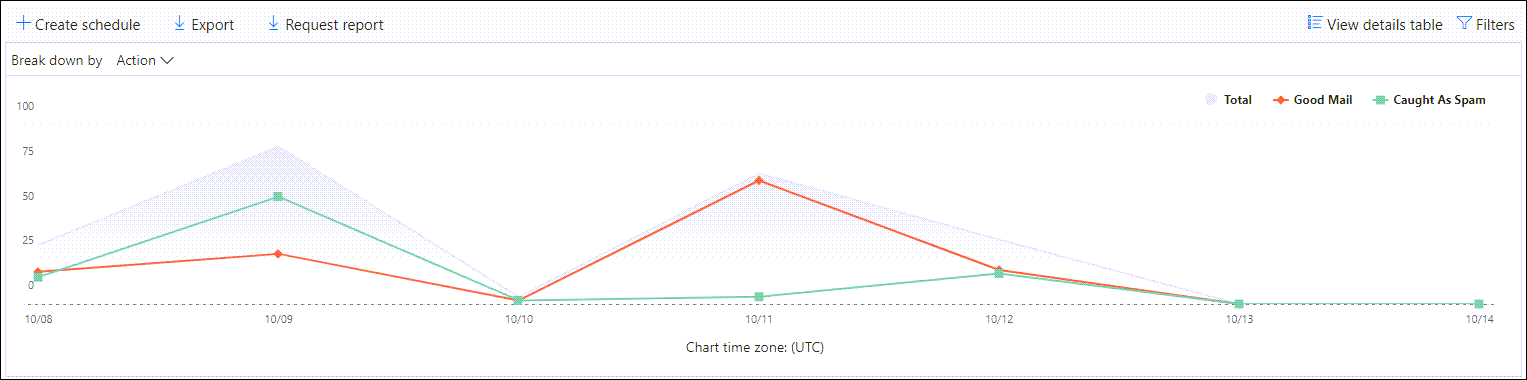 Create schedule Export Request report View details table Filters
Break down by Action
Total Good Mail Caught As Spam
100
75
50
25
0
10/08 10/09 10/10 10/11 10/12 10/13 10/14
Chart time zone: (UTC)